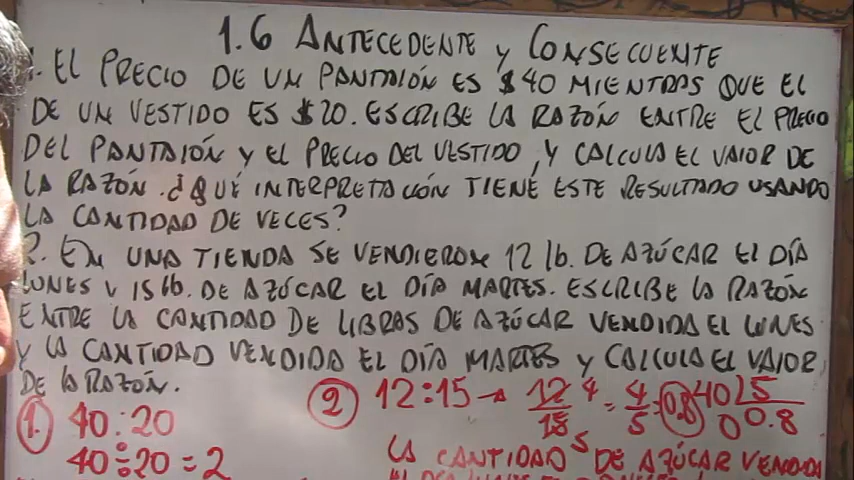 1.6 ANTECEDENTE y CONSECUENTE
1. EL PRECIO DE UN PANTALÓN ES $40 MIENTRAS QUE EL
DE UN VESTIDO ES $20. ESCRIBE LA RAZÓN ENTRE EL PRECIO
DEL PANTALÓN Y EL PRECIO DEL VESTIDO, Y CALCULA EL VALOR DE
LA RAZÓN. ¿QUÉ INTERPRETACIÓN TIENE ESTE RESULTADO USANDO
LA CANTIDAD DE VECES?
2. EN UNA TIENDA SE VENDIERON 12 lb. DE AZÚCAR EL DÍA
LUNES Y 15 lb. DE AZÚCAR EL DÍA MARTES. ESCRIBE LA RAZÓN
ENTRE LA CANTIDAD DE LIBRAS DE AZÚCAR VENDIDA EL LUNES
Y LA CANTIDAD VENDIDA EL DÍA MARTES Y CALCULA EL VALOR
DE LA RAZÓN.
1. 40:20
40÷20=2
2 12:15 → 12/15 4/5 = 4/5 = 0.8 40 5
0 0.8
LA CANTIDAD DE AZÚCAR VENDIDA